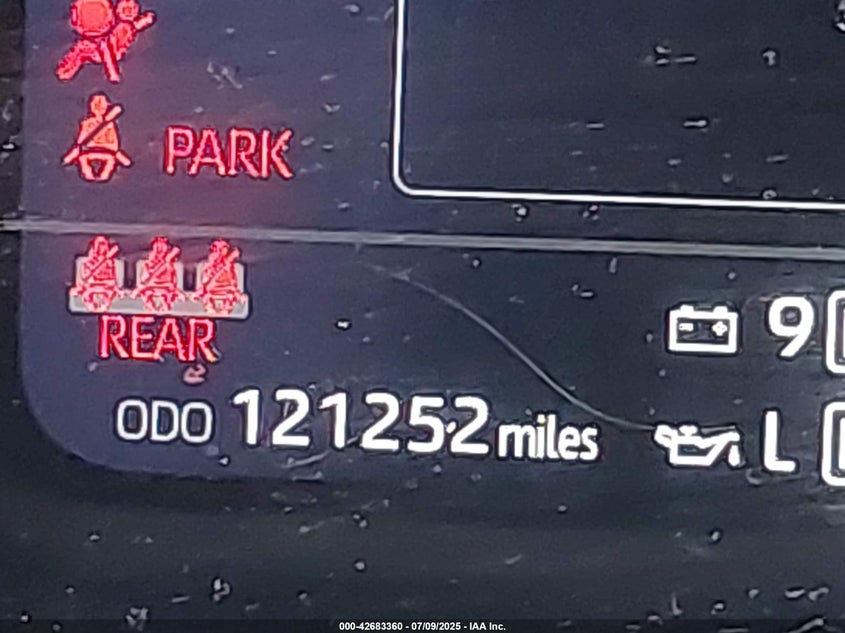 PARK
REAR
9
ODO 121252 miles
L
000-42683360 - 07/09/2025 - IAA Inc.